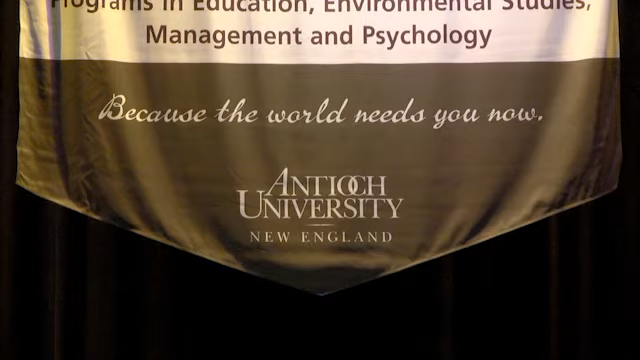 Programs in Education, Environmental Studies,
Management and Psychology
Because the world needs you now.
ANTIOCH
UNIVERSITY
NEW ENGLAND